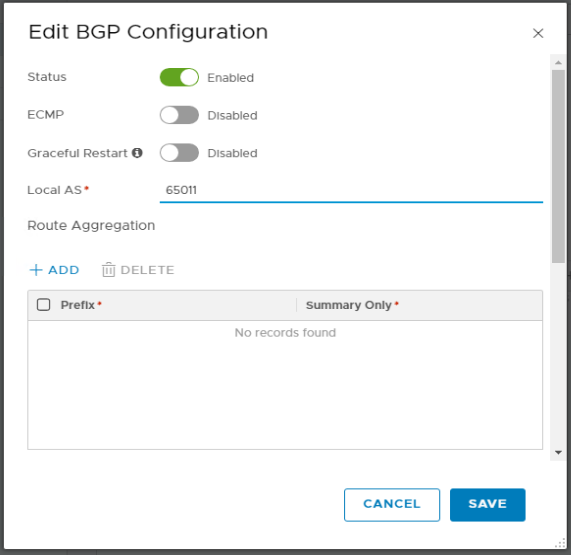 Edit BGP Configuration
Status Enabled
ECMP Disabled
Graceful Restart Disabled
Local AS* 65011
Route Aggregation
+ ADD DELETE
Prefix* Summary Only*
No records found
CANCEL SAVE